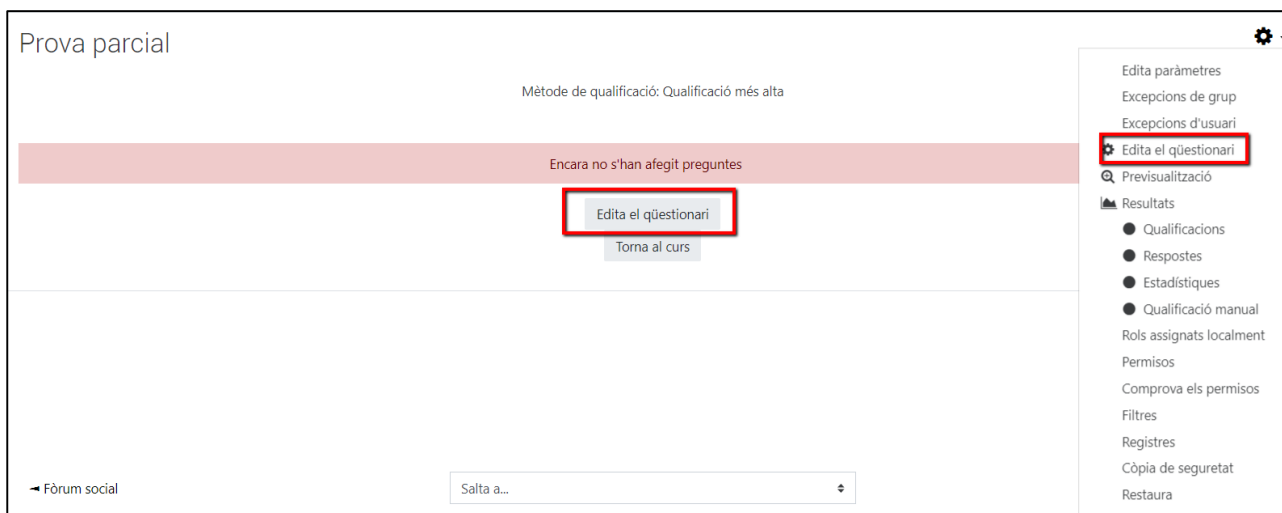 Prova parcial
Mètode de qualificació: Qualificació més alta
Encara no s'han afegit preguntes
Edita el qüestionari
Torna al curs
Edita paràmetres
Excepcions de grup
Excepcions d'usuari
Edita el qüestionari
Previsualització
Resultats
Qualificacions
Respostes
Estadístiques
Qualificació manual
Rols assignats localment
Permisos
Comprova els permisos
Filtres
Registres
Còpia de seguretat
Restaura
◄ Fòrum social
Salta a...